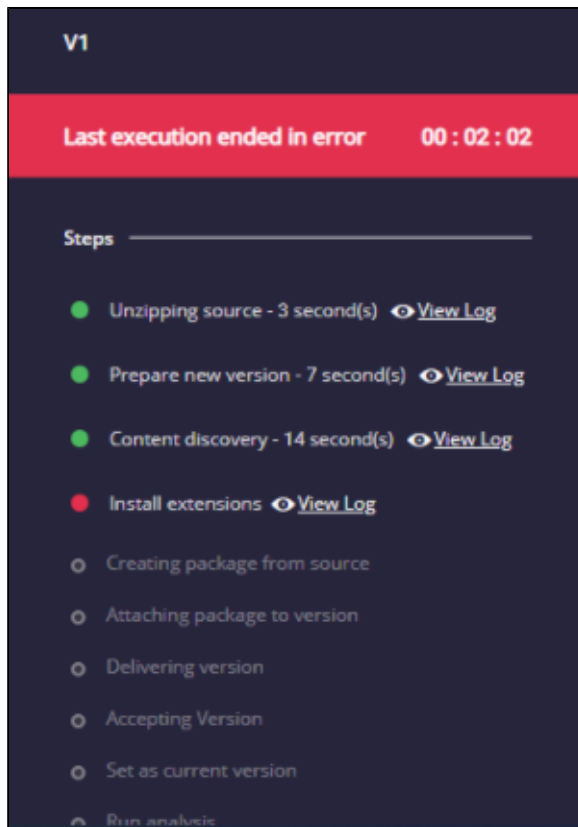 V1
Last execution ended in error 00 : 02 : 02
Steps
Unzipping source - 3 second(s) View Log
Prepare new version - 7 second(s) View Log
Content discovery - 14 second(s) View Log
Install extensions View Log
Creating package from source
Attaching package to version
Delivering version
Accepting Version
Set as current version
Run analysis